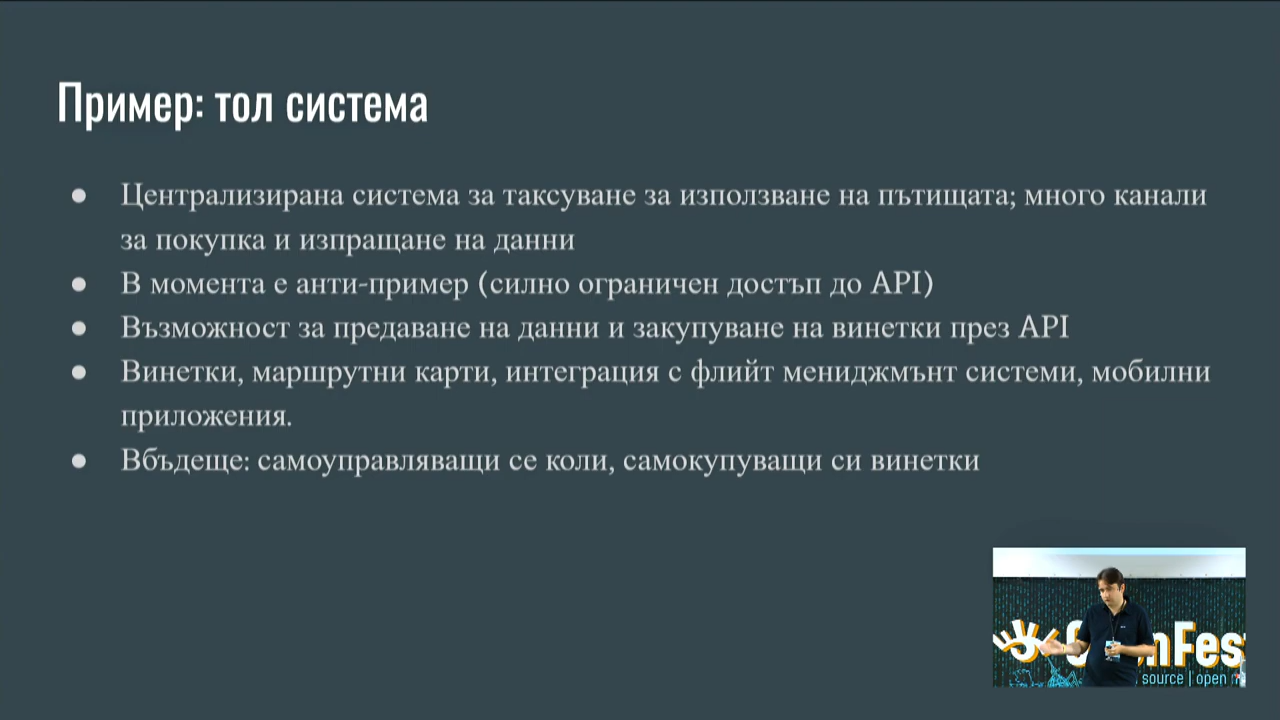 Пример: тол система
● Централизирана система за таксуване за използване на пътищата; много канали
за покупка и изпращане на данни
● В момента е анти-пример (силно ограничен достъп до API)
● Възможност за предаване на данни и закупуване на винетки през API
● Винетки, маршрутни карти, интеграция с флийт мениджмънт системи, мобилни
приложения.
● Вбъдеще: самоуправляващи се коли, самокупуващи си винетки
source | open